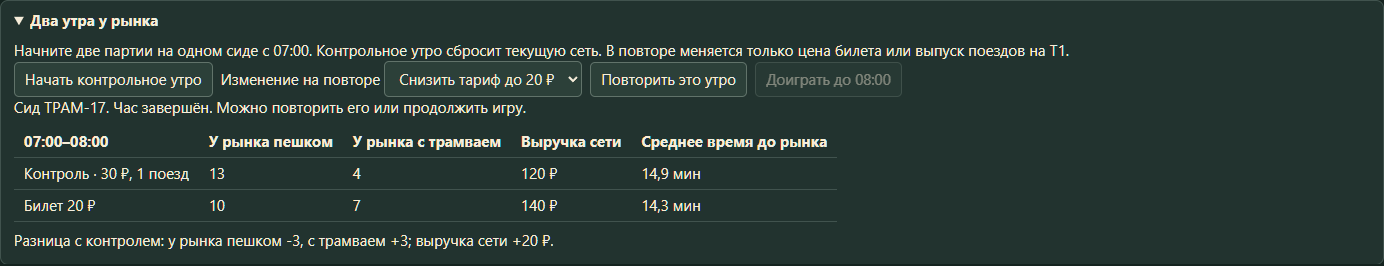 ▼ Два утра у рынка
Начните две партии на одном сиде с 07:00. Контрольное утро сбросит текущую сеть. В повторе меняется только цена билета или выпуск поездов на Т1.
Начать контрольное утро Изменение на повторе Снизить тариф до 20 ₽ Повторить это утро Доиграть до 08:00
Сид ТРАМ-17. Час завершён. Можно повторить его или продолжить игру.
07:00–08:00 У рынка пешком У рынка с трамваем Выручка сети Среднее время до рынка
Контроль · 30 ₽, 1 поезд 13 4 120 ₽ 14,9 мин
Билет 20 ₽ 10 7 140 ₽ 14,3 мин
Разница с контролем: у рынка пешком -3, с трамваем +3; выручка сети +20 ₽.